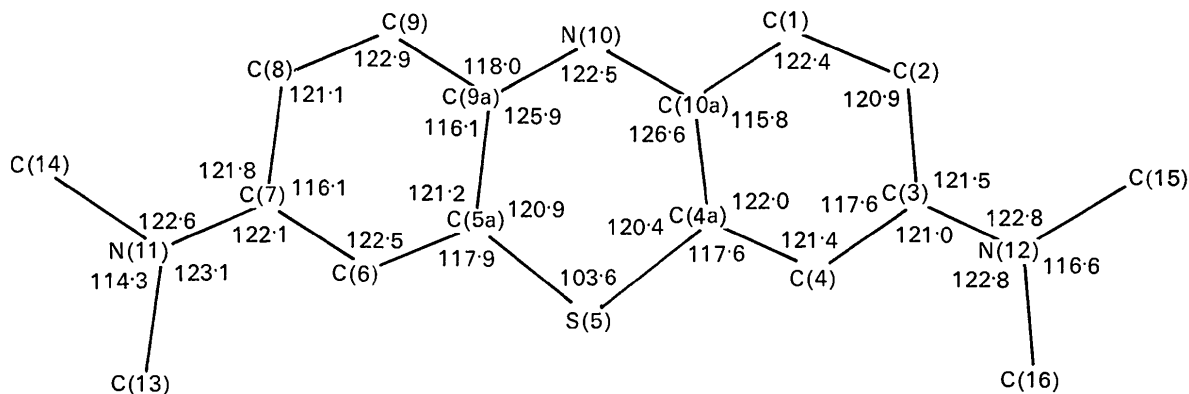 C(9) C(1)
N(10)
C(8) 122·9 118·0 122·5 122·4 C(2)
121·1 C(9a) 125·9 C(10a) 115·8 120·9
116·1 126·6
C(14) 121·8 C(15)
C(7) 116·1 121·2 C(5a) 120·9 C(4a) 122·0 117·6 C(3) 121·5
122·6 122·1 122·5 120·4 121·4 121·0 122·8
N(11) 117·9 117·6 N(12) 116·6
114·3 123·1 C(6) 103·6 C(4) 122·8
S(5)
C(13) C(16)